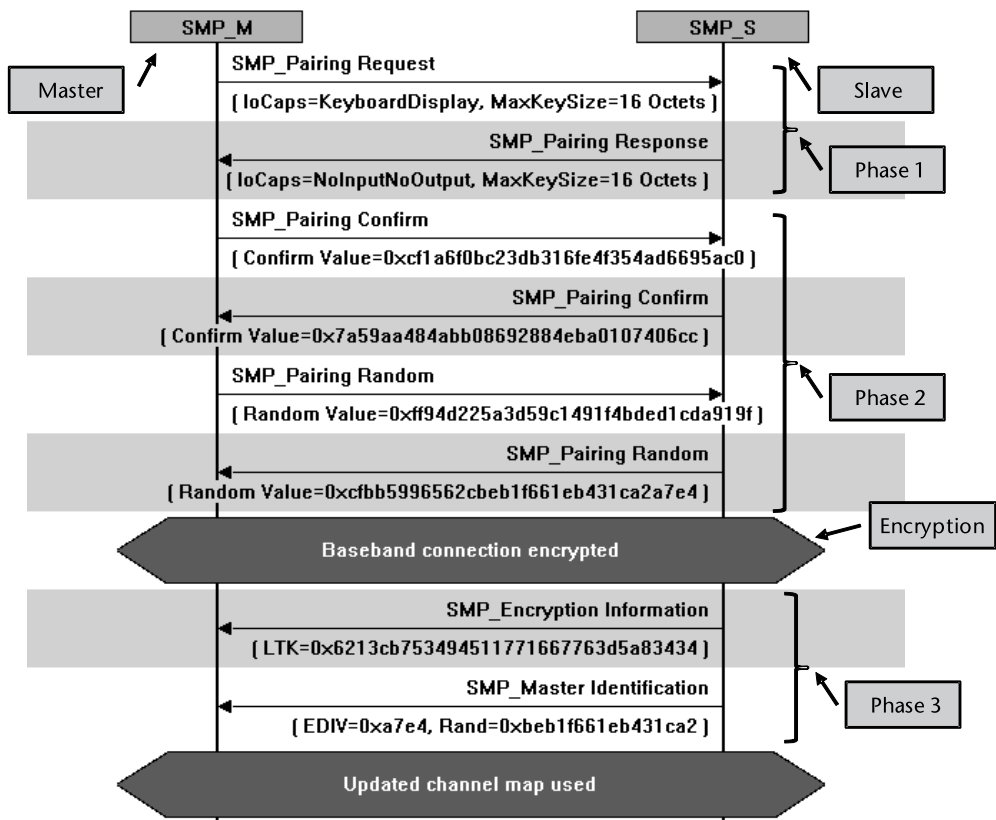 SMP_M
SMP_S
Master
Slave
SMP_Pairing Request
( IoCaps=KeyboardDisplay, MaxKeySize=16 Octets )
SMP_Pairing Response
( IoCaps=NoInputNoOutput, MaxKeySize=16 Octets )
Phase 1
SMP_Pairing Confirm
( Confirm Value=0xcf1a6f0bc23db316fe4f354ad6695ac0 )
SMP_Pairing Confirm
( Confirm Value=0x7a59aa484abb08692884eba0107406cc )
SMP_Pairing Random
( Random Value=0xff94d225a3d59c1491f4bded1cda919f )
Phase 2
SMP_Pairing Random
( Random Value=0xcfbb5996562cbeb1f661eb431ca2a7e4 )
Encryption
Baseband connection encrypted
SMP_Encryption Information
( LTK=0x6213cb753494511771667763d5a83434 )
SMP_Master Identification
( EDIV=0xa7e4, Rand=0xbeb1f661eb431ca2 )
Phase 3
Updated channel map used